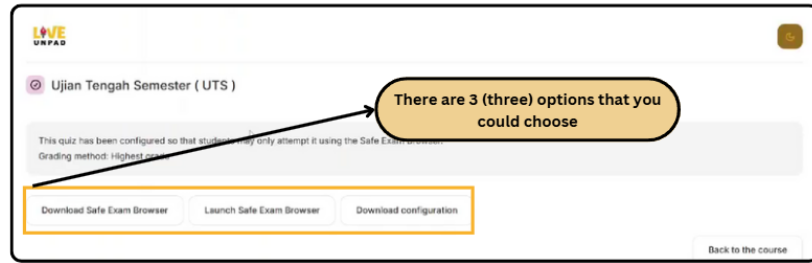 LIVE
UNPAD
Ujian Tengah Semester ( UTS )
There are 3 (three) options that you
could choose
This quiz has been configured so that students may only attempt it using the Safe Exam Browser.
Grading method: Highest grade
Download Safe Exam Browser
Launch Safe Exam Browser
Download configuration
Back to the course